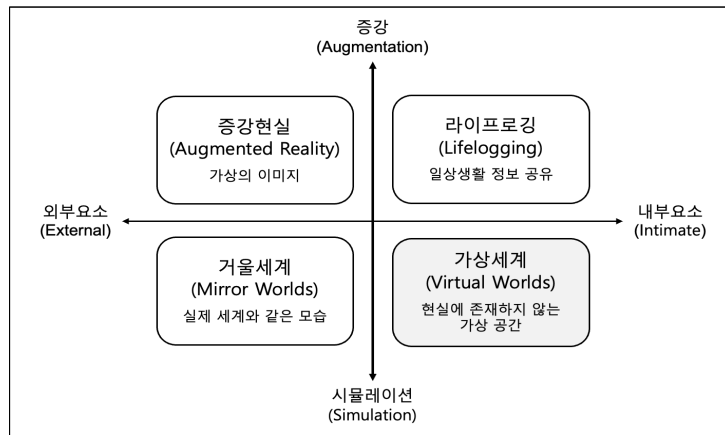 증강
(Augmentation)
증강현실
(Augmented Reality)
가상의 이미지
라이프로깅
(Lifelogging)
일상생활 정보 공유
외부요소
(External)
내부요소
(Intimate)
거울세계
(Mirror Worlds)
실제 세계와 같은 모습
가상세계
(Virtual Worlds)
현실에 존재하지 않는
가상 공간
시뮬레이션
(Simulation)